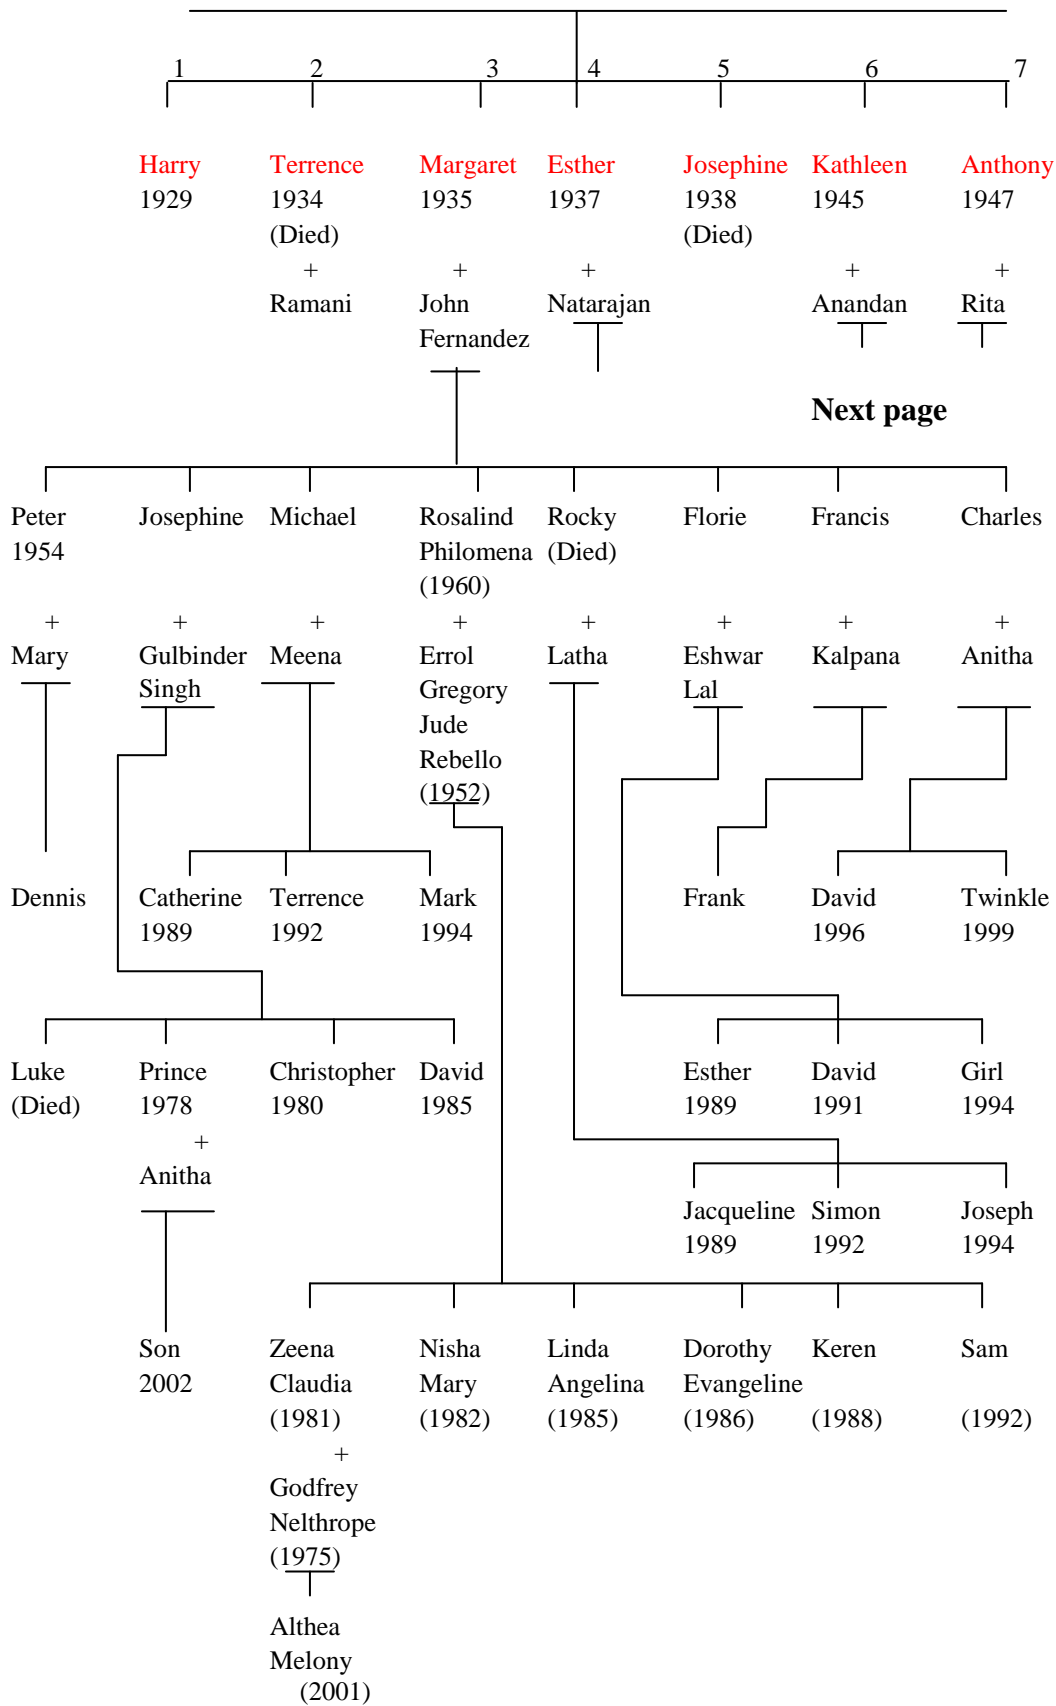 1 2 3 4 5 6 7
Harry Terrence Margaret Esther Josephine Kathleen Anthony
1929 1934 1935 1937 1938 1945 1947
(Died) (Died)
+ + + + +
Ramani John Natarajan Anandan Rita
Fernandez
Next page
Peter Josephine Michael Rosalind Rocky Florie Francis Charles
1954 Philomena (Died)
(1960)
+ + + + + + + +
Mary Gulbinder Meena Errol Latha Eshwar Kalpana Anitha
Singh Gregory Lal
Jude
Rebello
(1952)
Dennis Catherine Terrence Mark Frank David Twinkle
1989 1992 1994 1996 1999
Luke Prince Christopher David Esther David Girl
(Died) 1978 1980 1985 1989 1991 1994
+
Anitha
Jacqueline Simon Joseph
1989 1992 1994
Son Zeena Nisha Linda Dorothy Keren Sam
2002 Claudia Mary Angelina Evangeline
(1981) (1982) (1985) (1986) (1988) (1992)
+
Godfrey
Nelthrope
(1975)
Althea
Melony
(2001)